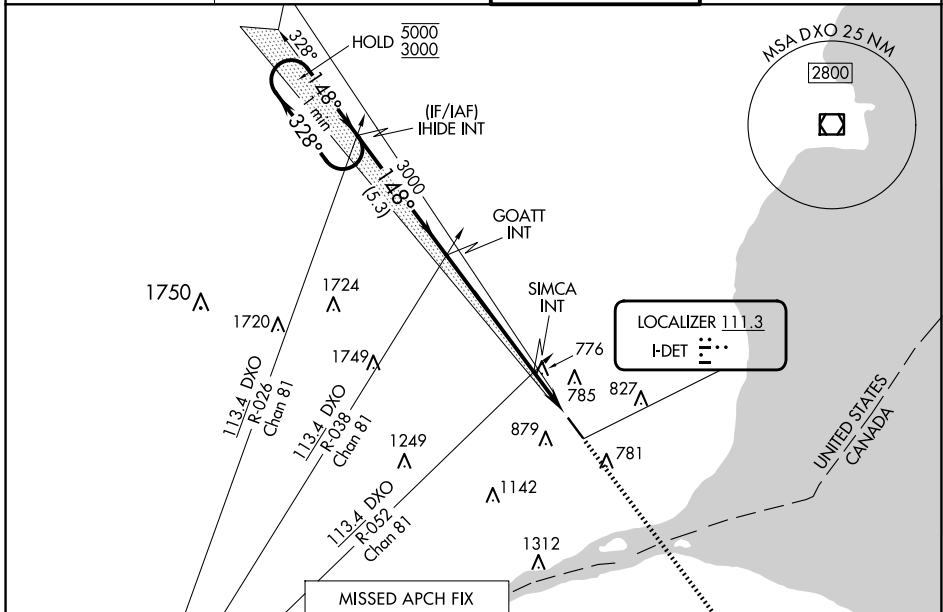 328°
HOLD 5000
3000
148°
1 min
328°
(IF/IAF)
IHIDE INT
3000
148°
(5.3)
GOATT
INT
SIMCA
INT
MSA DXO 25 NM
2800
1750
1724
1720
1749
776
785
827
LOCALIZER 111.3
I-DET
113.4 DXO
R-026
Chan 81
113.4 DXO
R-038
Chan 81
113.4 DXO
R-052
Chan 81
1249
879
781
1142
1312
UNITED STATES
CANADA
MISSED APCH FIX